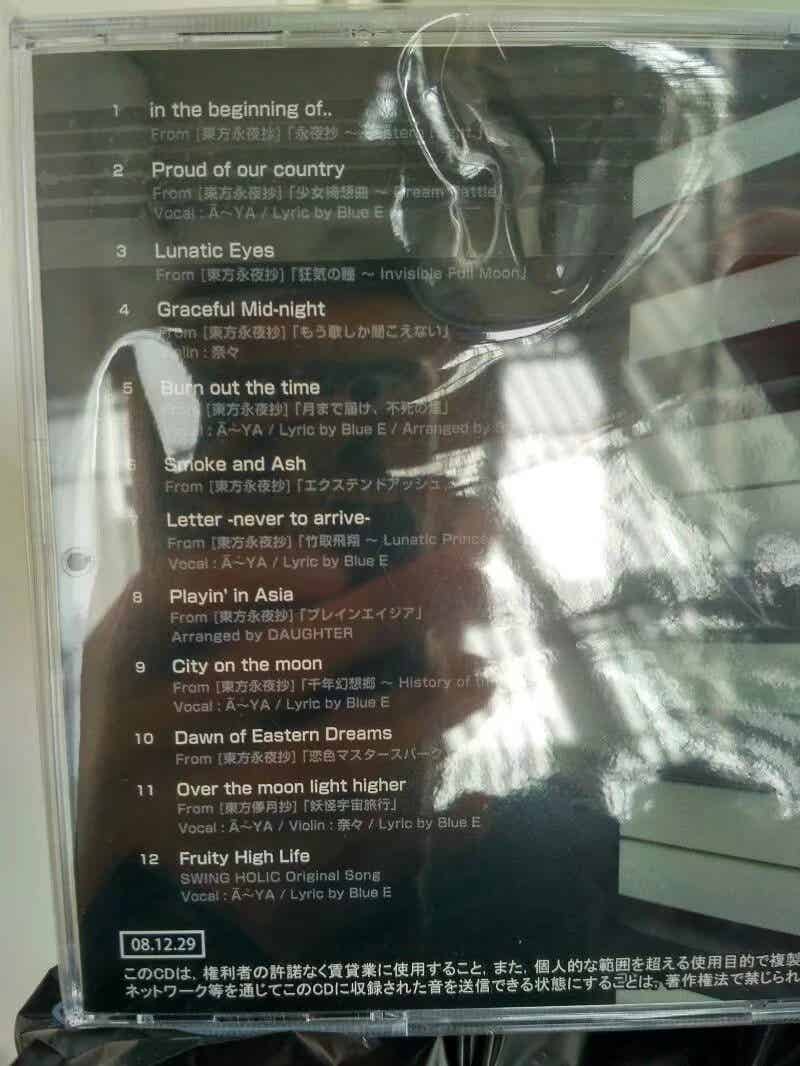 1 in the beginning of..
From [東方永夜抄]「永夜抄 ～ Eastern Night」
2 Proud of our country
From [東方永夜抄]「少女綺想曲 ～ Dream Battle
Vocal : Ā～YA / Lyric by Blue E
3 Lunatic Eyes
From [東方永夜抄]「狂気の瞳 ～ Invisible Full Moon」
4 Graceful Mid-night
From [東方永夜抄]「もう歌しか聞こえない」
Violin : 奈々
5 Burn out the time
From [東方永夜抄]「月まで届け、不死の煙」
: Ā～YA / Lyric by Blue E / Arranged by
6 Smoke and Ash
From [東方永夜抄]「エクステンドアッシュ
Letter -never to arrive-
From [東方永夜抄]「竹取飛翔 ～ Lunatic Prince
Vocal : Ā～YA / Lyric by Blue E
8 Playin' in Asia
From [東方永夜抄]「プレインエイジア」
Arranged by DAUGHTER
9 City on the moon
From [東方永夜抄]「千年幻想郷 ～ History of the
Vocal : Ā～YA / Lyric by Blue E
10 Dawn of Eastern Dreams
From [東方永夜抄]「恋色マスタースパーク
11 Over the moon light higher
From [東方儚月抄]「妖怪宇宙旅行」
Vocal : Ā～YA / Violin : 奈々 / Lyric by Blue E
12 Fruity High Life
SWING HOLIC Original Song
Vocal : Ā～YA / Lyric by Blue E
08.12.29
このCDは、権利者の許諾なく賃貸業に使用すること、また、個人的な範囲を超える使用目的で複製
ネットワーク等を通じてこのCDに収録された音を送信できる状態にすることは、著作権法で禁じられ